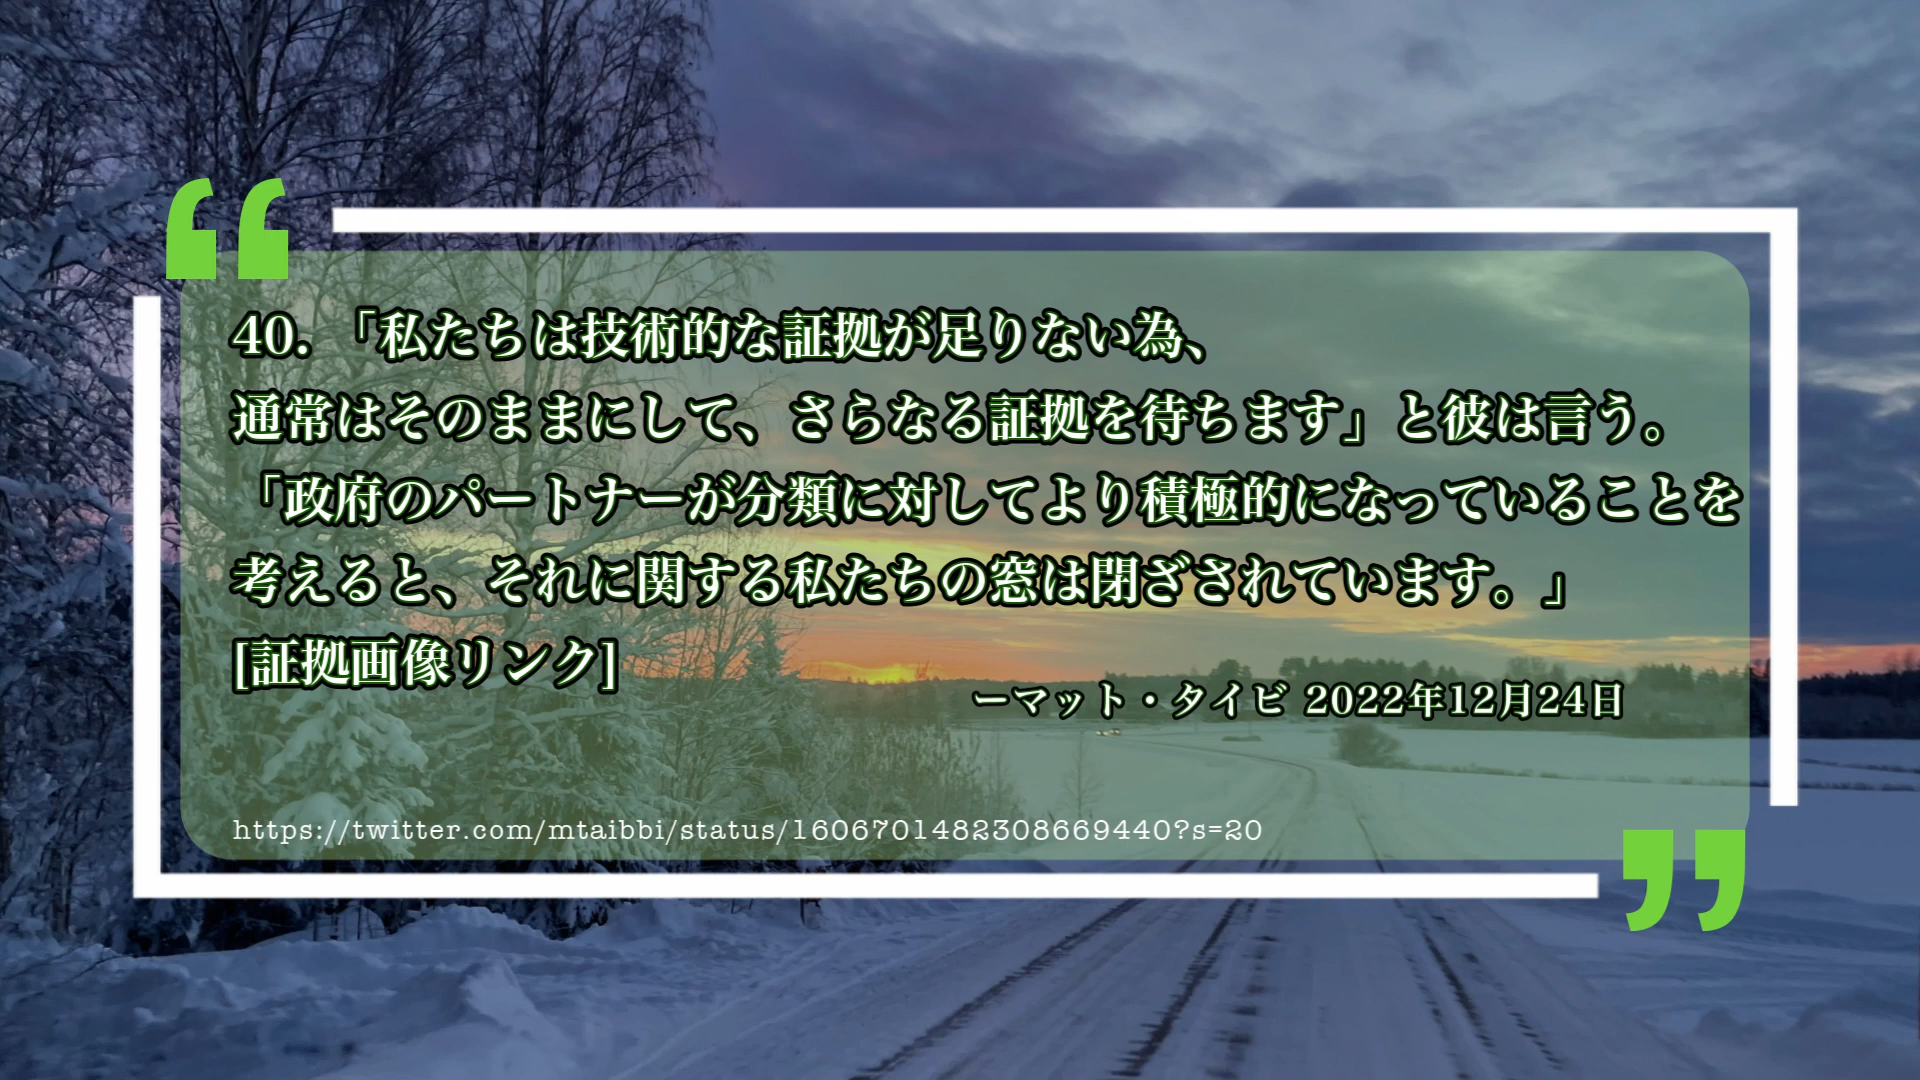 40. 「私たちは技術的な証拠が足りない為、
通常はそのままにして、さらなる証拠を待ちます」と彼は言う。
「政府のパートナーが分類に対してより積極的になっていることを
考えると、それに関する私たちの窓は閉ざされています。」
[証拠画像リンク]
ーマット・タイビ 2022年12月24日
https://twitter.com/mtaibbi/status/1606701482308669440?s=20